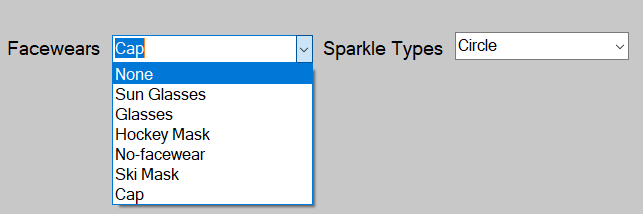 Facewears Cap Sparkle Types Circle
None
Sun Glasses
Glasses
Hockey Mask
No-facewear
Ski Mask
Cap